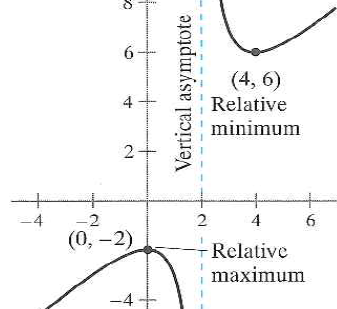 8
Vertical asymptote
6
(4, 6)
4
Relative
minimum
2
−4 −2 2 4 6
(0, −2)
Relative
maximum
−4